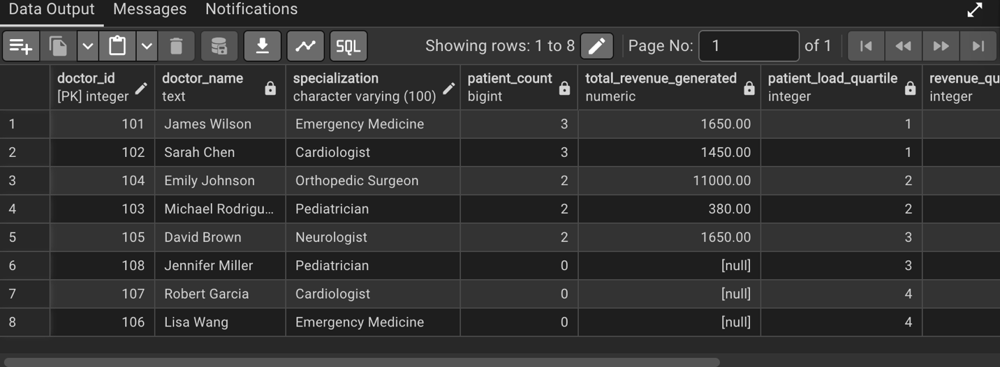 Data Output Messages Notifications
SQL Showing rows: 1 to 8 Page No: 1 of 1
doctor_id doctor_name specialization patient_count total_revenue_generated patient_load_quartile revenue_qu
[PK] integer text character varying (100) bigint numeric integer integer
1 101 James Wilson Emergency Medicine 3 1650.00 1
2 102 Sarah Chen Cardiologist 3 1450.00 1
3 104 Emily Johnson Orthopedic Surgeon 2 11000.00 2
4 103 Michael Rodrigu... Pediatrician 2 380.00 2
5 105 David Brown Neurologist 2 1650.00 3
6 108 Jennifer Miller Pediatrician 0 [null] 3
7 107 Robert Garcia Cardiologist 0 [null] 4
8 106 Lisa Wang Emergency Medicine 0 [null] 4